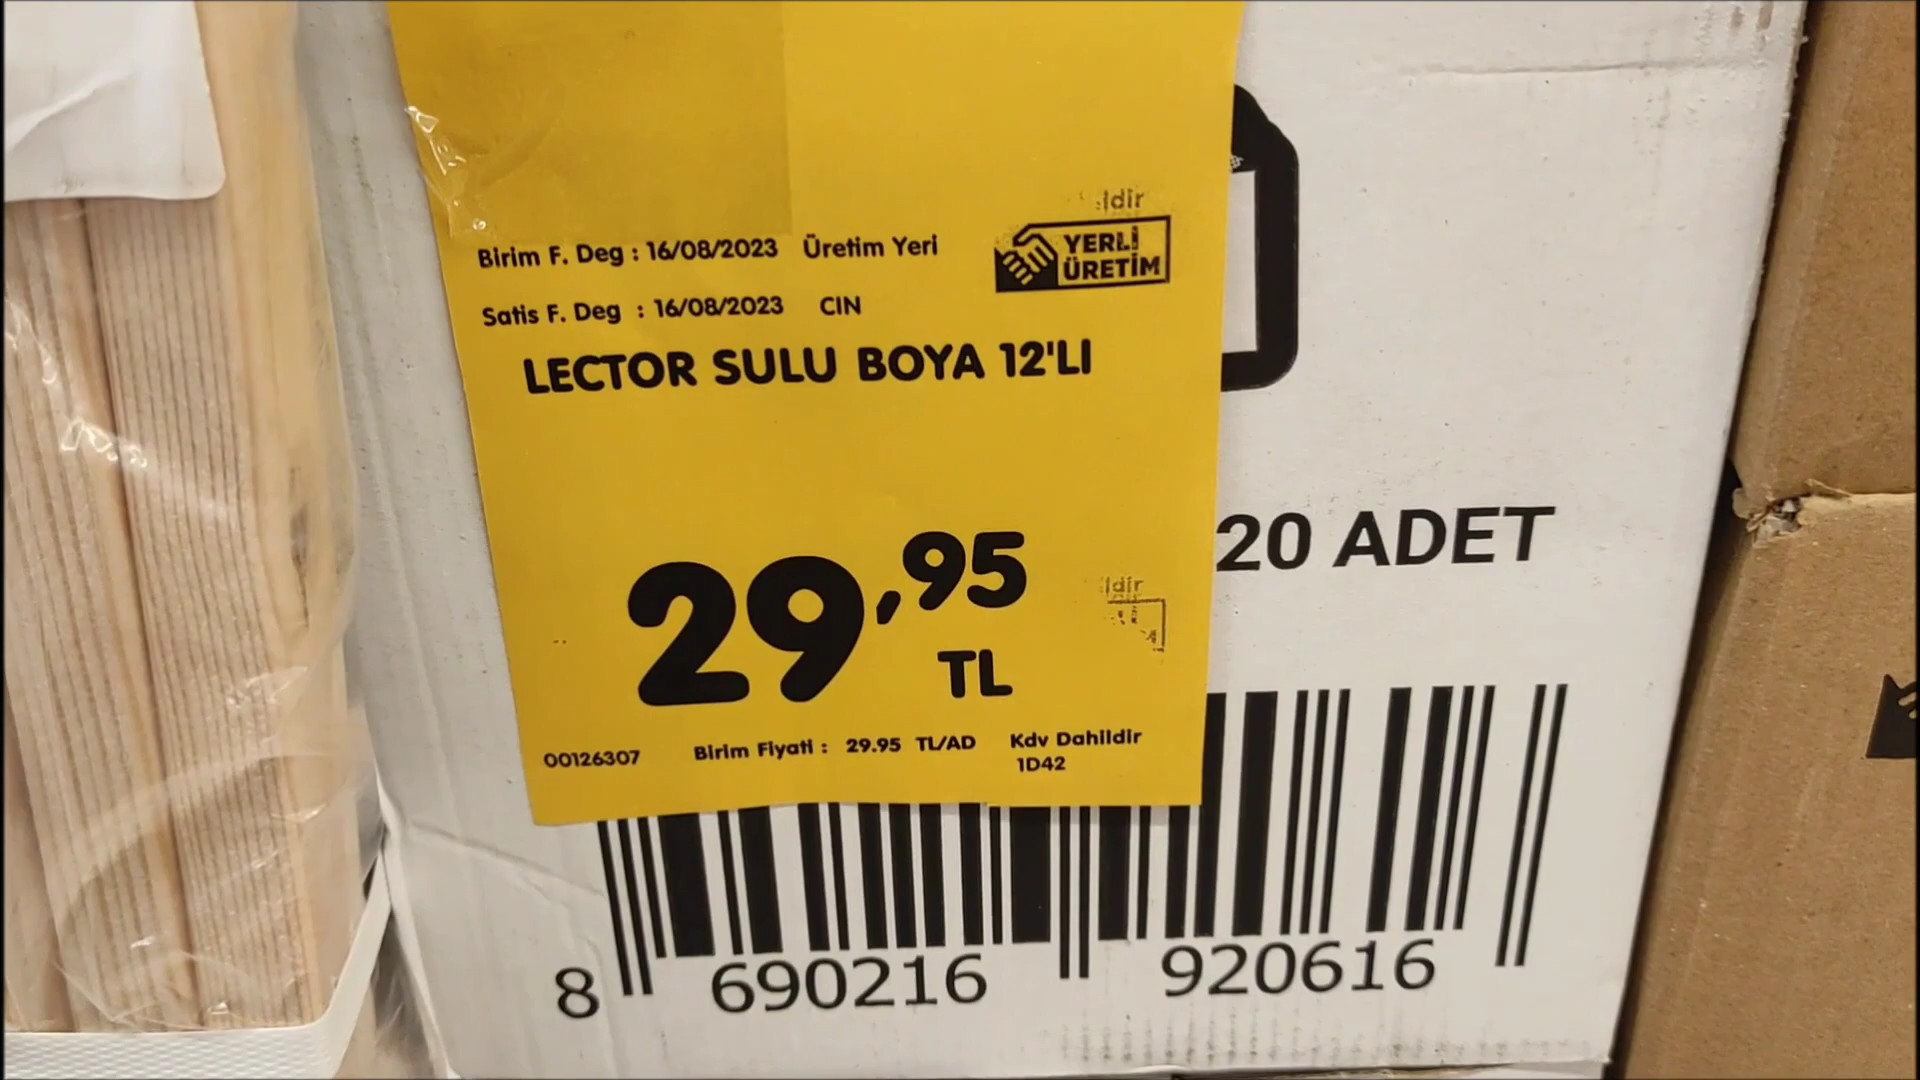 ldir
Birim F. Deg : 16/08/2023 Üretim Yeri
YERLİ
ÜRETİM
Satis F. Deg : 16/08/2023 CIN
LECTOR SULU BOYA 12'LI
20 ADET
29,95
TL
ldir
00126307 Birim Fiyati : 29.95 TL/AD Kdv Dahildir
1D42
8 690216 920616